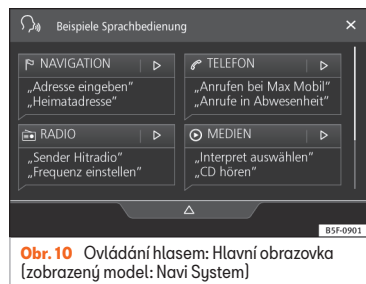 Beispiele Sprachbedienung
NAVIGATION
„Adresse eingeben“
„Heimatadresse“
TELEFON
„Anrufen bei Max Mobil“
„Anrufe in Abwesenheit“
RADIO
„Sender Hitradio“
„Frequenz einstellen“
MEDIEN
„Interpret auswählen“
„CD hören“
B5F-0901
Obr. 10 Ovládání hlasem: Hlavní obrazovka
(zobrazený model: Navi System)